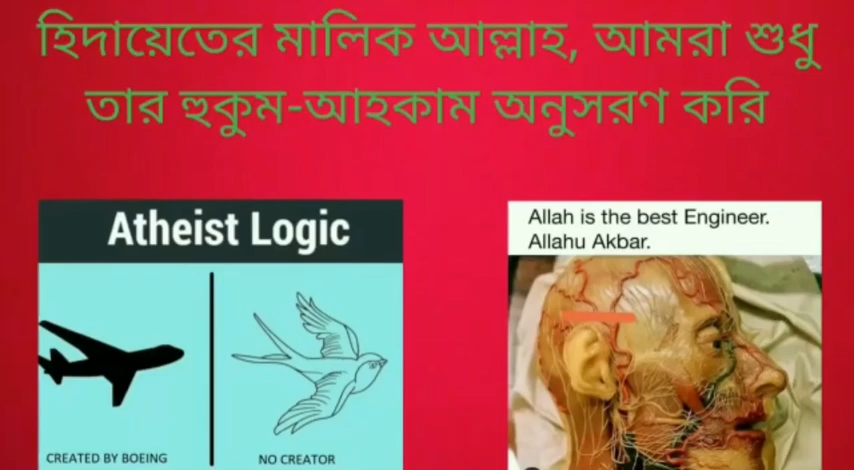 হিদায়েতের মালিক আল্লাহ, আমরা শুধু
তার হুকুম-আহকাম অনুসরণ করি
Atheist Logic
CREATED BY BOEING
NO CREATOR
Allah is the best Engineer.
Allahu Akbar.